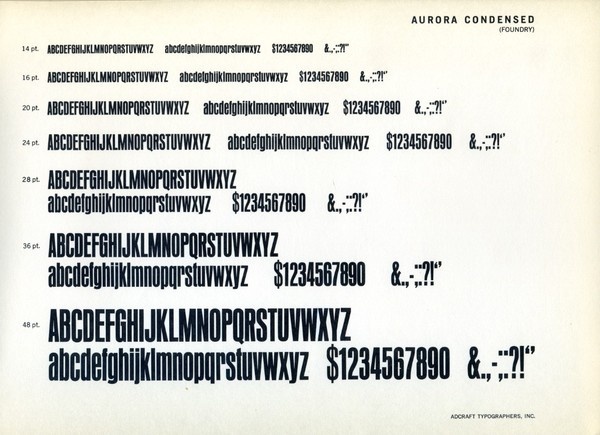 AURORA CONDENSED
(FOUNDRY)
14 pt. ABCDEFGHIJKLMNOPQRSTUVWXYZ abcdefghijklmnopqrstuvwxyz $1234567890 &.,-;:?!‘’
16 pt. ABCDEFGHIJKLMNOPQRSTUVWXYZ abcdefghijklmnopqrstuvwxyz $1234567890 &.,-;:?!‘’
20 pt. ABCDEFGHIJKLMNOPQRSTUVWXYZ abcdefghijklmnopqrstuvwxyz $1234567890 &.,-;:?!‘’
24 pt. ABCDEFGHIJKLMNOPQRSTUVWXYZ abcdefghijklmnopqrstuvwxyz $1234567890 &.,-;:?!‘’
28 pt. ABCDEFGHIJKLMNOPQRSTUVWXYZ
abcdefghijklmnopqrstuvwxyz $1234567890 &.,-;:?!‘’
36 pt. ABCDEFGHIJKLMNOPQRSTUVWXYZ
abcdefghijklmnopqrstuvwxyz $1234567890 &.,-;:?!‘’
48 pt. ABCDEFGHIJKLMNOPQRSTUVWXYZ
abcdefghijklmnopqrstuvwxyz $1234567890 &.,-;:?!‘’
ADCRAFT TYPOGRAPHERS, INC.